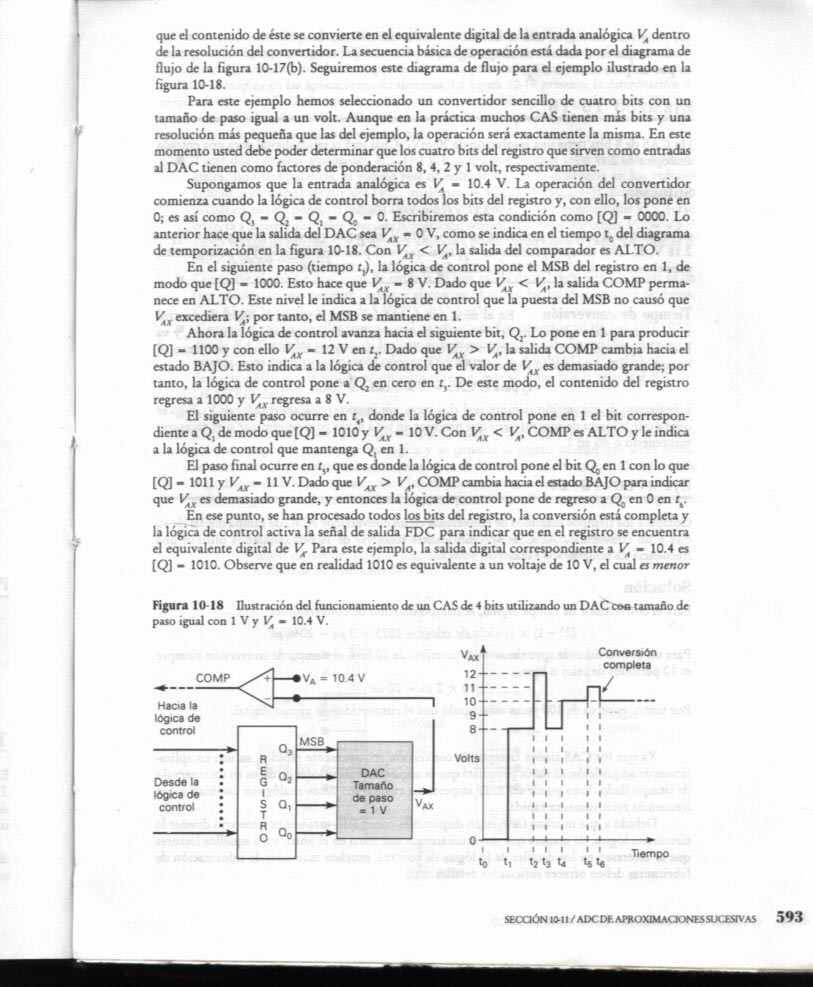 que el contenido de éste se convierte en el equivalente digital de la entrada analógica V_A dentro
de la resolución del convertidor. La secuencia básica de operación está dada por el diagrama de
flujo de la figura 10-17(b). Seguiremos este diagrama de flujo para el ejemplo ilustrado en la
figura 10-18.
Para este ejemplo hemos seleccionado un convertidor sencillo de cuatro bits con un
tamaño de paso igual a un volt. Aunque en la práctica muchos CAS tienen más bits y una
resolución más pequeña que las del ejemplo, la operación será exactamente la misma. En este
momento usted debe poder determinar que los cuatro bits del registro que sirven como entradas
al DAC tienen como factores de ponderación 8, 4, 2 y 1 volt, respectivamente.
Supongamos que la entrada analógica es V_A = 10.4 V. La operación del convertidor
comienza cuando la lógica de control borra todos los bits del registro y, con ello, los pone en
0; es así como Q_3 = Q_2 = Q_1 = Q_0 = 0. Escribiremos esta condición como [Q] = 0000. Lo
anterior hace que la salida del DAC sea V_AX = 0 V, como se indica en el tiempo t_0 del diagrama
de temporización en la figura 10-18. Con V_AX < V_A, la salida del comparador es ALTO.
En el siguiente paso (tiempo t_1), la lógica de control pone el MSB del registro en 1, de
modo que [Q] = 1000. Esto hace que V_AX = 8 V. Dado que V_AX < V_A, la salida COMP perma-
nece en ALTO. Este nivel le indica a la lógica de control que la puesta del MSB no causó que
V_AX excediera V_A; por tanto, el MSB se mantiene en 1.
Ahora la lógica de control avanza hacia el siguiente bit, Q_2. Lo pone en 1 para producir
[Q] = 1100 y con ello V_AX = 12 V en t_2. Dado que V_AX > V_A, la salida COMP cambia hacia el
estado BAJO. Esto indica a la lógica de control que el valor de V_AX es demasiado grande; por
tanto, la lógica de control pone a Q_2 en cero en t_3. De este modo, el contenido del registro
regresa a 1000 y V_AX regresa a 8 V.
El siguiente paso ocurre en t_4, donde la lógica de control pone en 1 el bit correspon-
diente a Q_1 de modo que [Q] = 1010 y V_AX = 10 V. Con V_AX < V_A, COMP es ALTO y le indica
a la lógica de control que mantenga Q_1 en 1.
El paso final ocurre en t_5, que es donde la lógica de control pone el bit Q_0 en 1 con lo que
[Q] = 1011 y V_AX = 11 V. Dado que V_AX > V_A, COMP cambia hacia el estado BAJO para indicar
que V_AX es demasiado grande, y entonces la lógica de control pone de regreso a Q_0 en 0 en t_6.
En ese punto, se han procesado todos los bits del registro, la conversión está completa y
la lógica de control activa la señal de salida FDC para indicar que en el registro se encuentra
el equivalente digital de V_A. Para este ejemplo, la salida digital correspondiente a V_A = 10.4 es
[Q] = 1010. Observe que en realidad 1010 es equivalente a un voltaje de 10 V, el cual es menor
Figura 10-18 Ilustración del funcionamiento de un CAS de 4 bits utilizando un DAC con tamaño de
paso igual con 1 V y V_A = 10.4 V.
COMP
+
V_A = 10.4 V
−
Hacia la
lógica de
control
Desde la
lógica de
control
REGISTRO
Q_3
Q_2
Q_1
Q_0
MSB
DAC
Tamaño
de paso
= 1 V
V_AX
V_AX
Conversión
completa
12
11
10
9
8
Volts
0
t_0 t_1 t_2 t_3 t_4 t_5 t_6
Tiempo
SECCIÓN 10-11 / ADC DE APROXIMACIONES SUCESIVAS 593